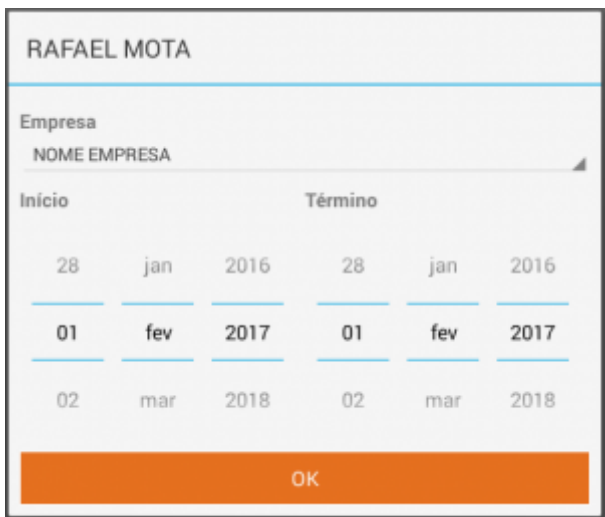 RAFAEL MOTA
Empresa
NOME EMPRESA
Início Término
28 jan 2016 28 jan 2016
01 fev 2017 01 fev 2017
02 mar 2018 02 mar 2018
OK